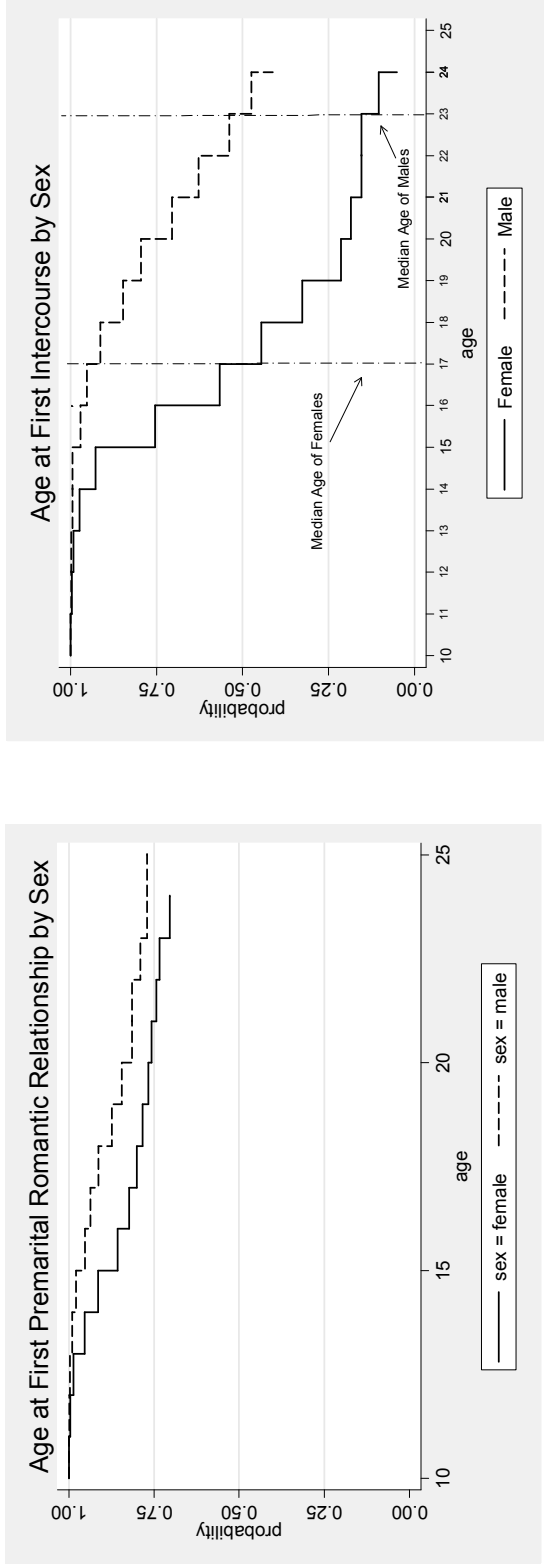 Age at First Premarital Romantic Relationship by Sex
1.00
0.75
0.50
0.25
0.00
probability
10
15
20
25
age
sex = female
sex = male
Age at First Intercourse by Sex
1.00
0.75
0.50
0.25
0.00
probability
Median Age of Females
Median Age of Males
10
11
12
13
14
15
16
17
18
19
20
21
22
23
24
25
age
Female
Male